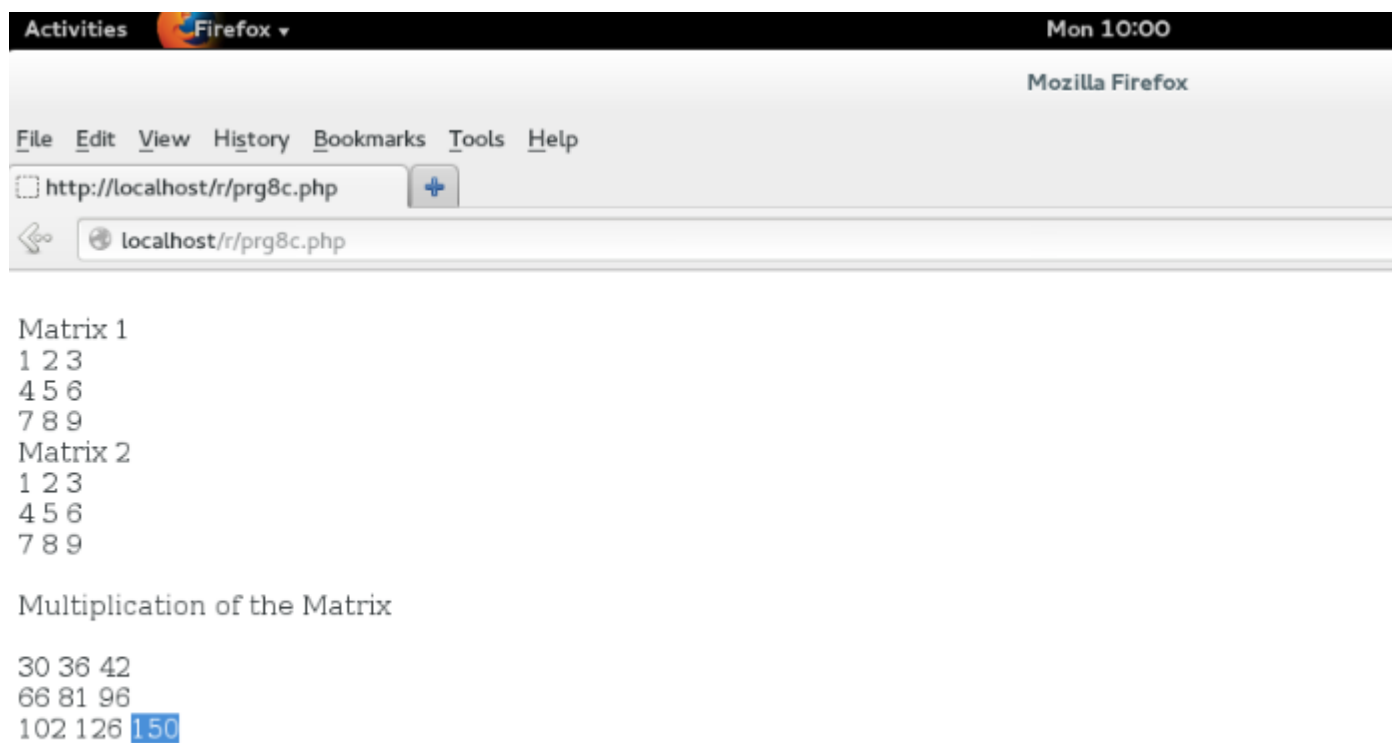 Activities Firefox Mon 10:00
Mozilla Firefox
File Edit View History Bookmarks Tools Help
http://localhost/r/prg8c.php
localhost/r/prg8c.php
Matrix 1
1 2 3
4 5 6
7 8 9
Matrix 2
1 2 3
4 5 6
7 8 9
Multiplication of the Matrix
30 36 42
66 81 96
102 126 150